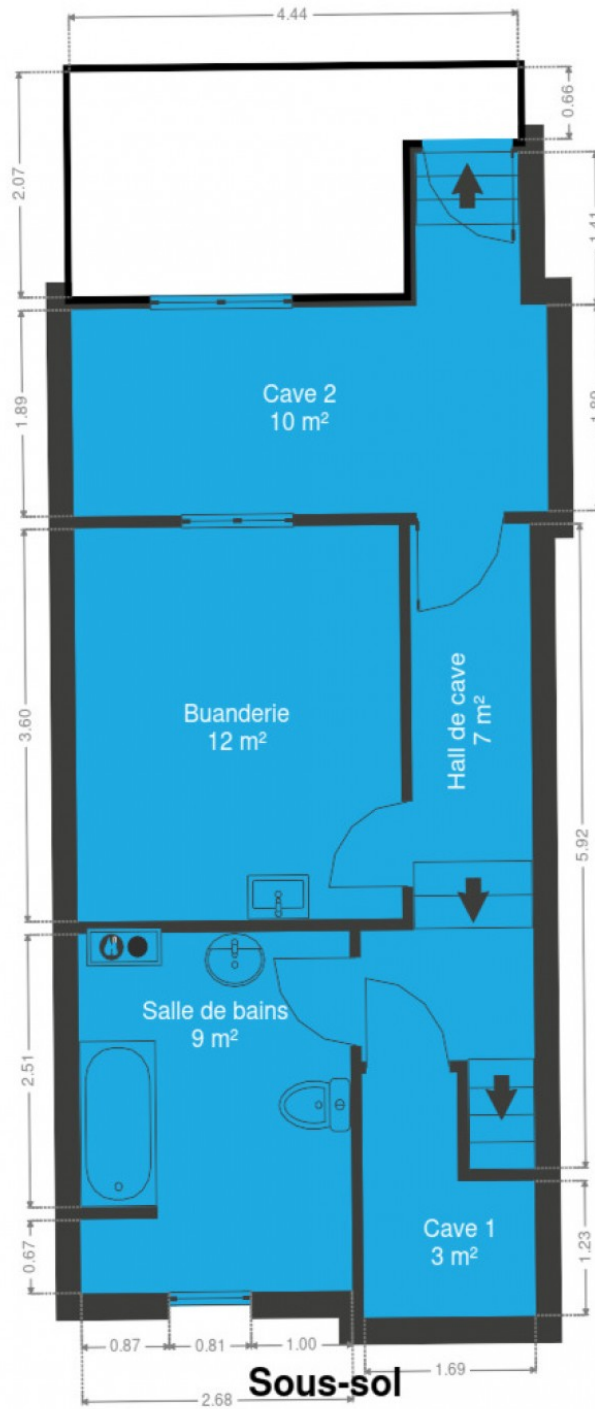 4.44
0.66
2.07
1.41
Cave 2
10 m²
1.89
1.89
Buanderie
12 m²
Hall de cave
7 m²
3.60
5.92
Salle de bains
9 m²
2.51
Cave 1
3 m²
0.67
1.23
0.87
0.81
1.00
1.69
2.68
Sous-sol